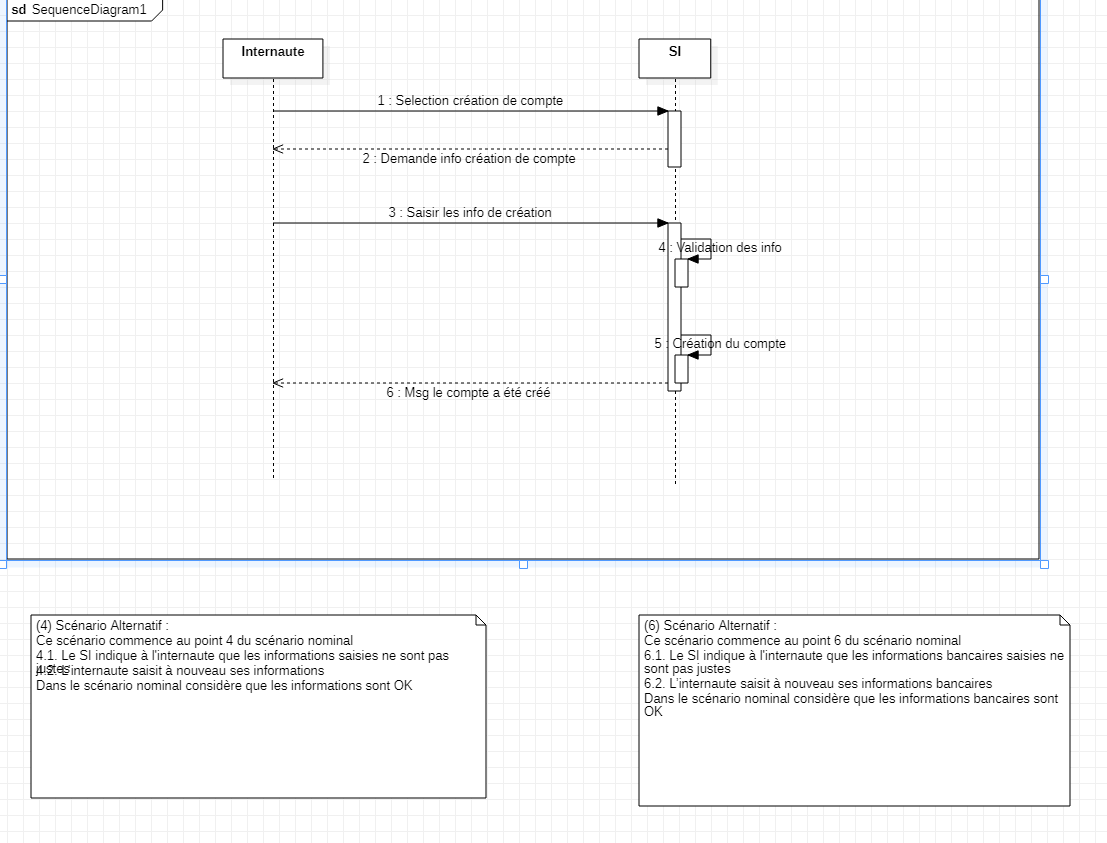 sd SequenceDiagram1
Internaute
SI
1 : Selection création de compte
2 : Demande info création de compte
3 : Saisir les info de création
4 : Validation des info
5 : Création du compte
6 : Msg le compte a été créé
(4) Scénario Alternatif :
Ce scénario commence au point 4 du scénario nominal
4.1. Le SI indique à l'internaute que les informations saisies ne sont pas
justes
4.2. L'internaute saisit à nouveau ses informations
Dans le scénario nominal considère que les informations sont OK
(6) Scénario Alternatif :
Ce scénario commence au point 6 du scénario nominal
6.1. Le SI indique à l'internaute que les informations bancaires saisies ne
sont pas justes
6.2. L'internaute saisit à nouveau ses informations bancaires
Dans le scénario nominal considère que les informations bancaires sont
OK